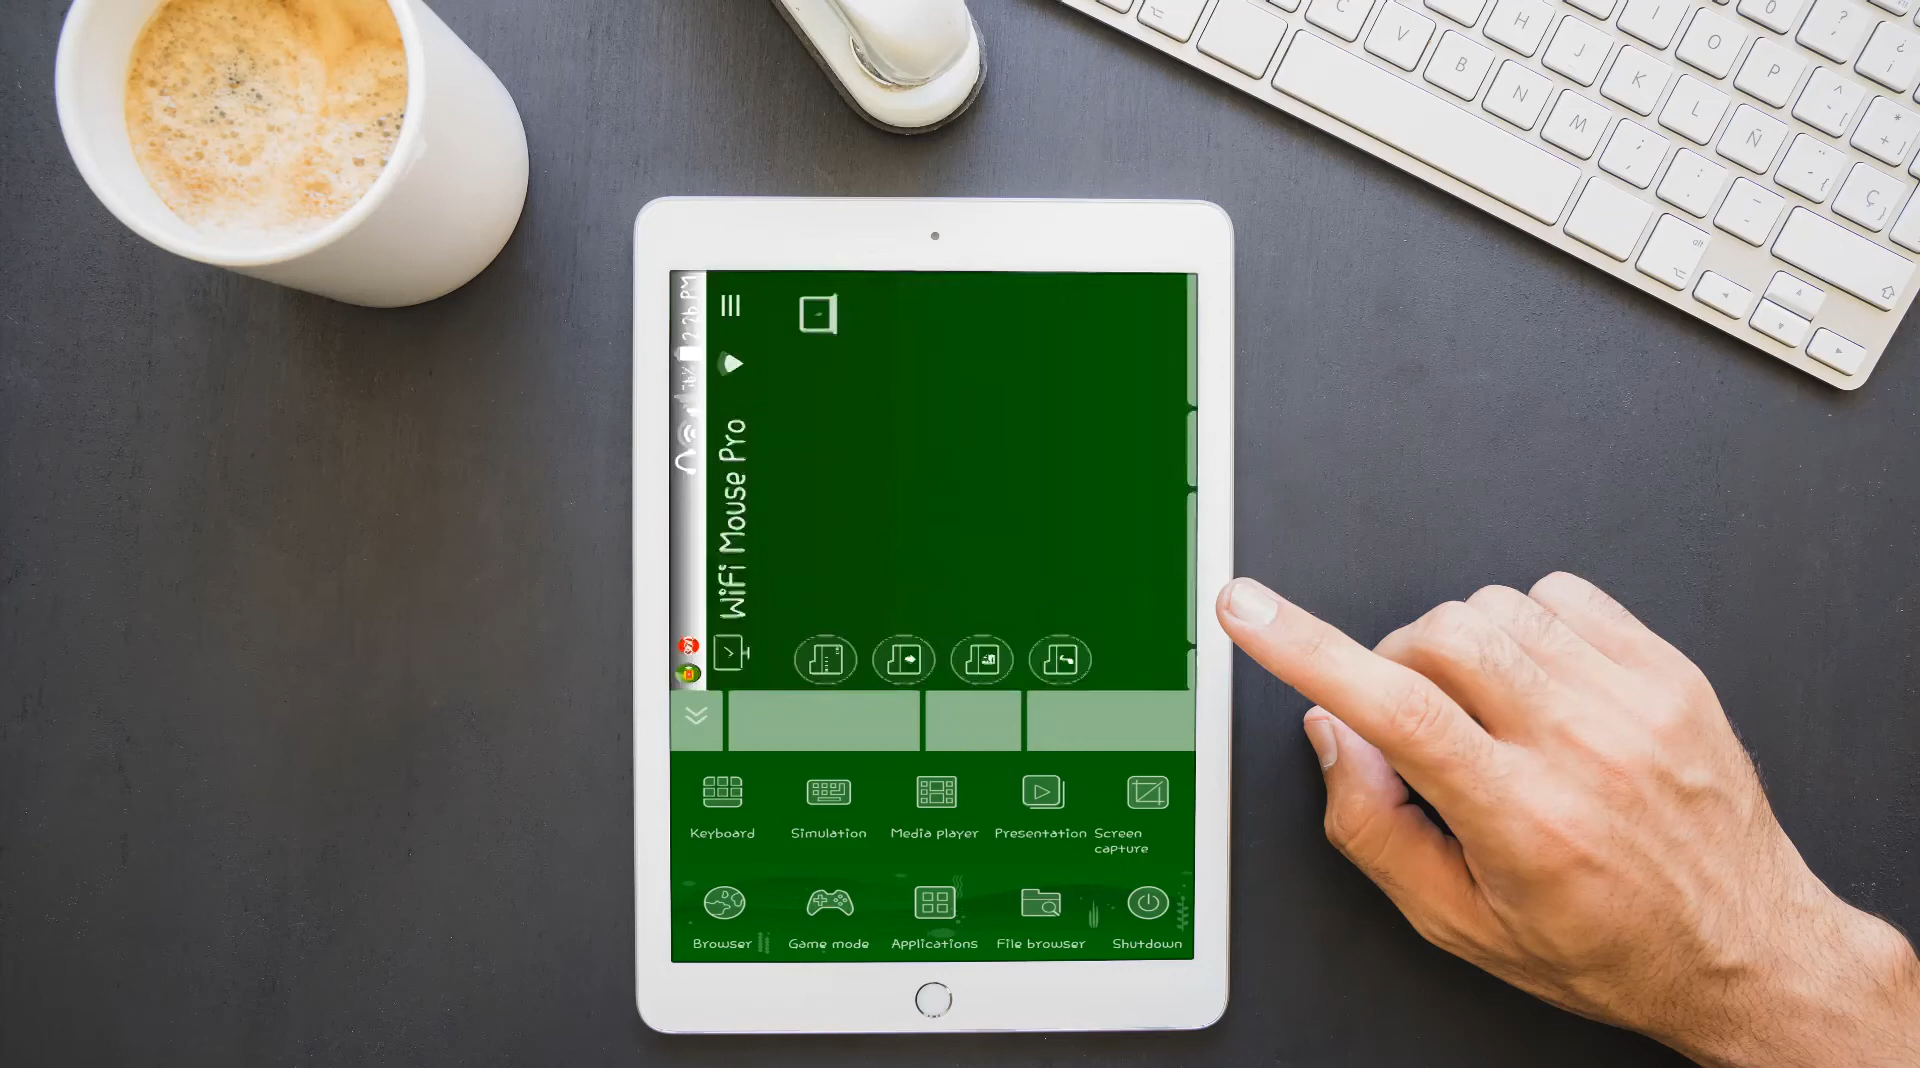 2:26 PM
WiFi Mouse Pro
Keyboard
Simulation
Media player
Presentation
Screen
capture
Browser
Game mode
Applications
File browser
Shutdown
C
V
B
N
M
H
J
K
L
Ñ
I
O
P
Ç
alt